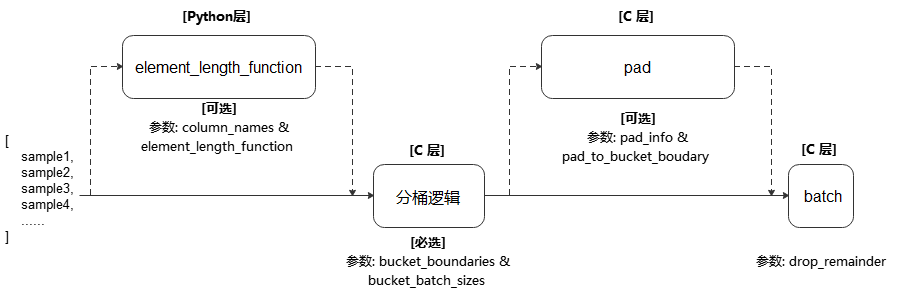 [Python层]
element_length_function
[可选]
参数: column_names &
element_length_function
[
sample1,
sample2,
sample3,
sample4,
......
]
[C 层]
分桶逻辑
[必选]
参数: bucket_boundaries &
bucket_batch_sizes
[C 层]
pad
[可选]
参数: pad_info &
pad_to_bucket_boudary
[C 层]
batch
参数: drop_remainder